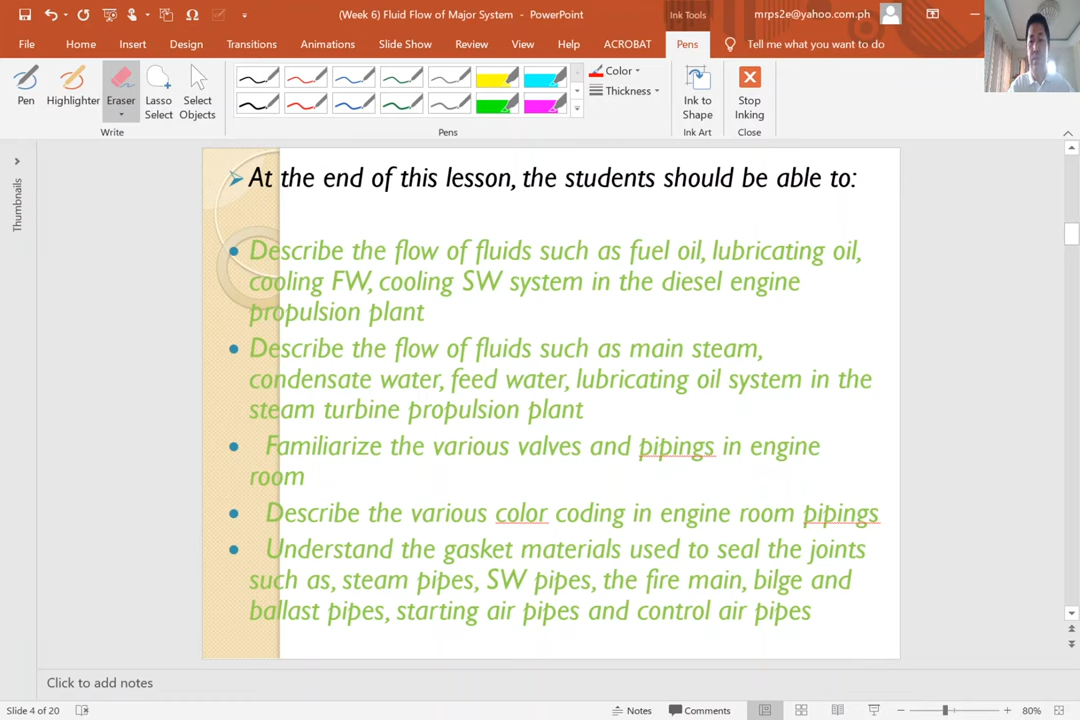 (Week 6) Fluid Flow of Major System - PowerPoint
Ink Tools
mrps2e@yahoo.com.ph
File Home Insert Design Transitions Animations Slide Show Review View Help ACROBAT Pens Tell me what you want to do
Pen
Highlighter
Eraser
Lasso
Select
Select
Objects
Color
Thickness
Ink to
Shape
Stop
Inking
Write
Pens
Ink Art
Close
Thumbnails
At the end of this lesson, the students should be able to:
Describe the flow of fluids such as fuel oil, lubricating oil,
cooling FW, cooling SW system in the diesel engine
propulsion plant
Describe the flow of fluids such as main steam,
condensate water, feed water, lubricating oil system in the
steam turbine propulsion plant
Familiarize the various valves and pipings in engine
room
Describe the various color coding in engine room pipings
Understand the gasket materials used to seal the joints
such as, steam pipes, SW pipes, the fire main, bilge and
ballast pipes, starting air pipes and control air pipes
Click to add notes
Slide 4 of 20
Notes
Comments
80%